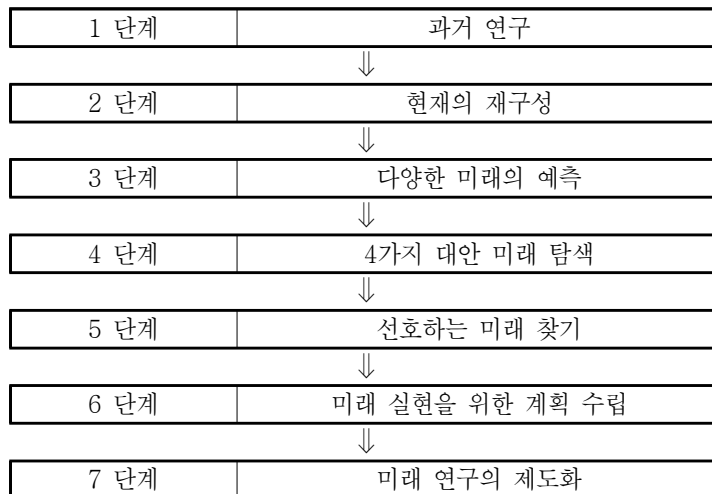 1 단계 과거 연구
⇓
2 단계 현재의 재구성
⇓
3 단계 다양한 미래의 예측
⇓
4 단계 4가지 대안 미래 탐색
⇓
5 단계 선호하는 미래 찾기
⇓
6 단계 미래 실현을 위한 계획 수립
⇓
7 단계 미래 연구의 제도화